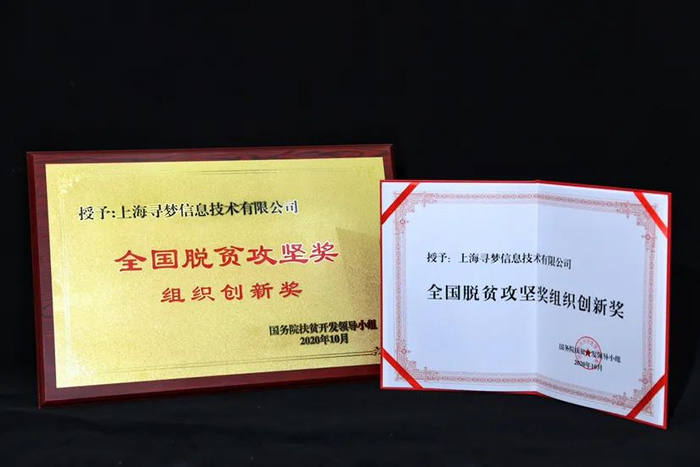 授予:上海寻梦信息技术有限公司
全国脱贫攻坚奖
组织创新奖
国务院扶贫开发领导小组
2020年10月
授予：上海寻梦信息技术有限公司
全国脱贫攻坚奖组织创新奖
国务院扶贫开发领导小组
2020年10月